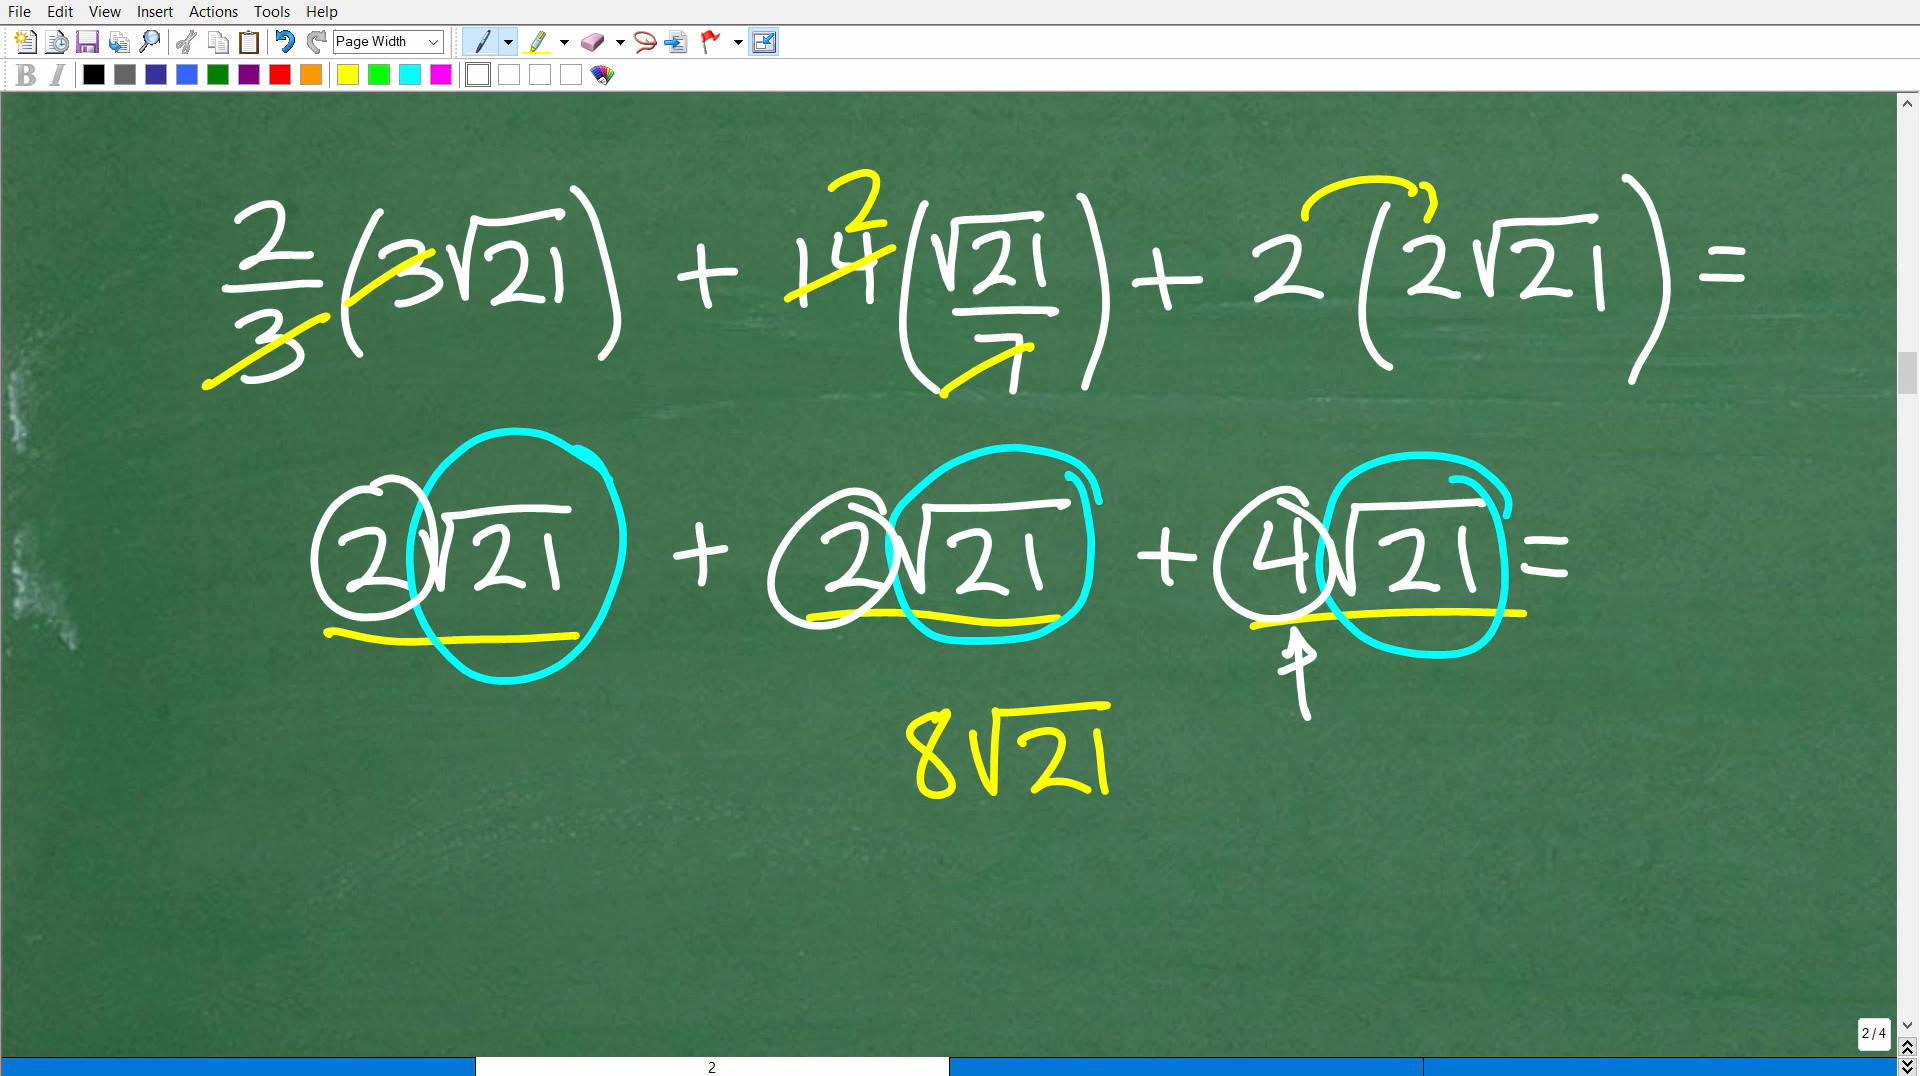 File Edit View Insert Actions Tools Help
Page Width
B I
2/3 (3√21) + 14 2 (√21/7) + 2 (2√21) =
2√21 + 2√21 + 4√21 =
8√21
2 / 4
2